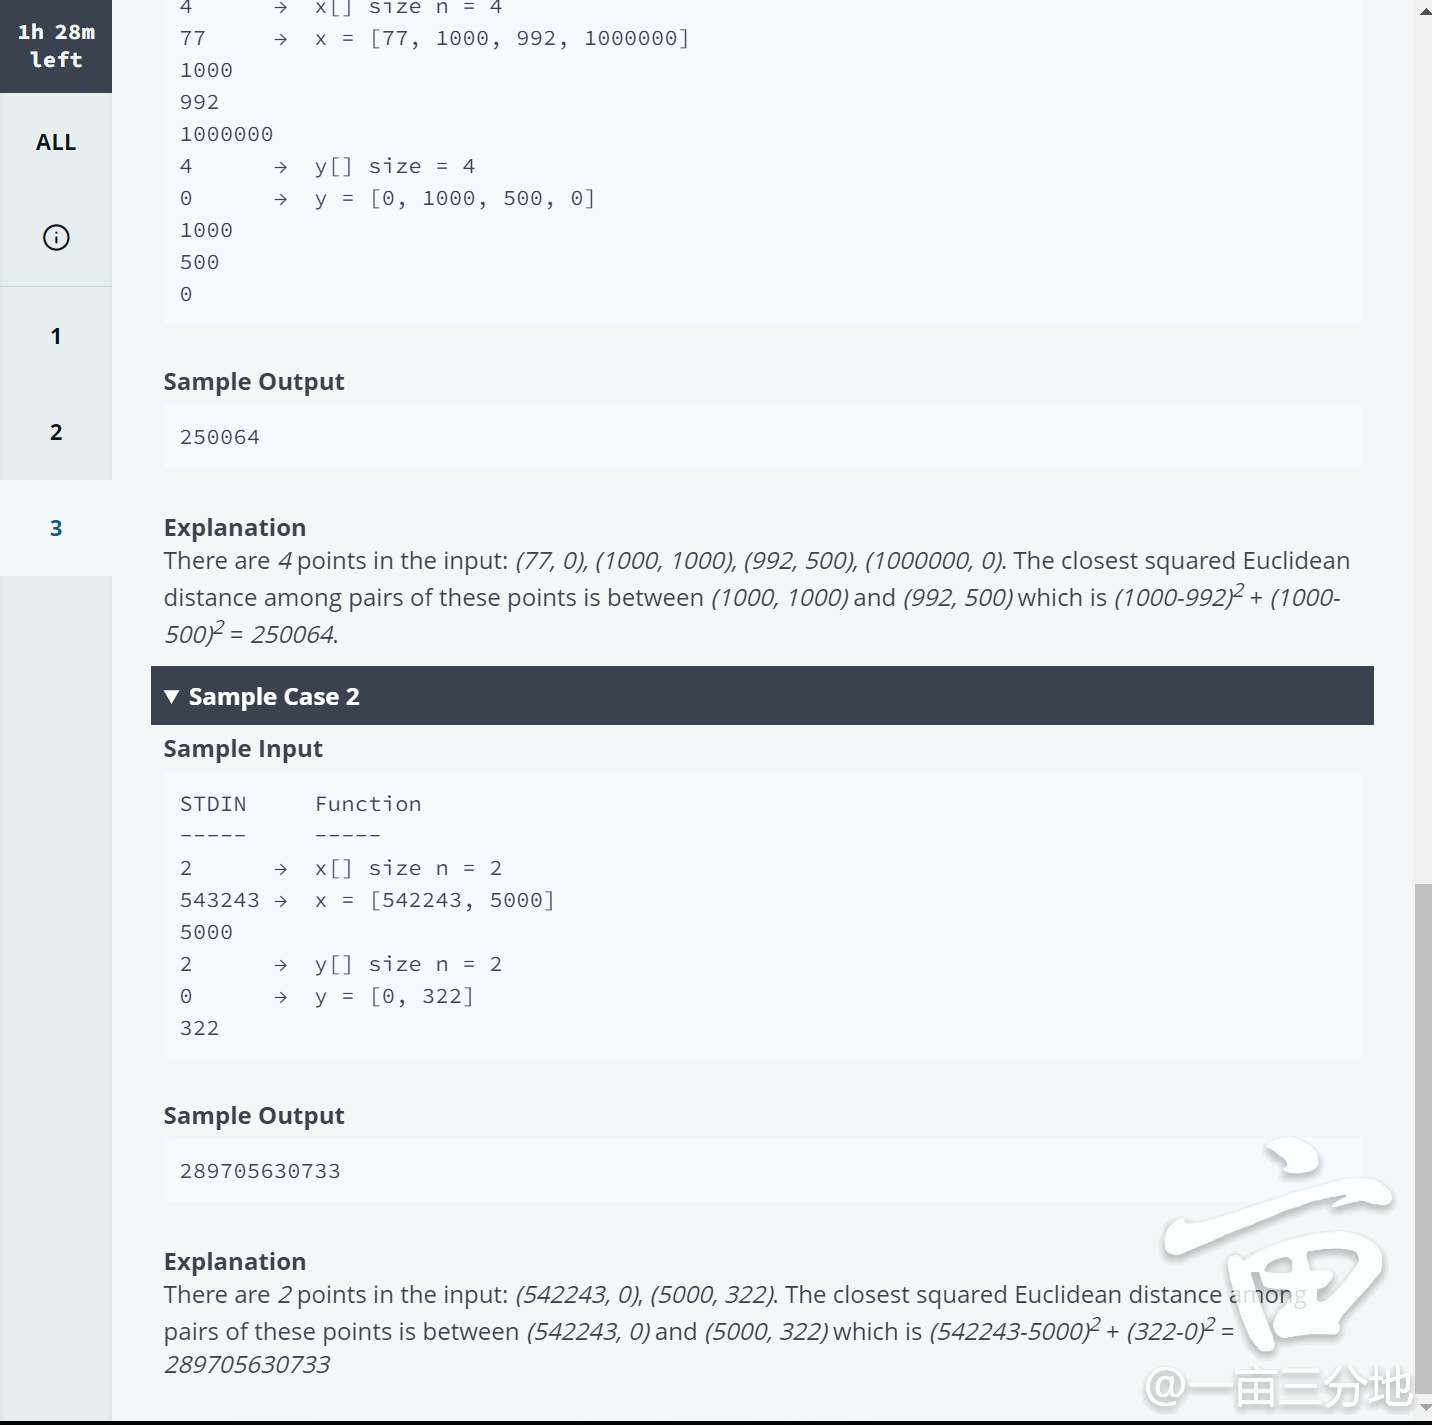 1h 28m
left
ALL
1
2
3
4 → x[] size n = 4
77 → x = [77, 1000, 992, 1000000]
1000
992
1000000
4 → y[] size = 4
0 → y = [0, 1000, 500, 0]
1000
500
0
Sample Output
250064
Explanation
There are 4 points in the input: (77, 0), (1000, 1000), (992, 500), (1000000, 0). The closest squared Euclidean
distance among pairs of these points is between (1000, 1000) and (992, 500) which is (1000-992)² + (1000-
500)² = 250064.
▼ Sample Case 2
Sample Input
STDIN Function
----- -----
2 → x[] size n = 2
543243 → x = [542243, 5000]
5000
2 → y[] size n = 2
0 → y = [0, 322]
322
Sample Output
289705630733
Explanation
There are 2 points in the input: (542243, 0), (5000, 322). The closest squared Euclidean distance among
pairs of these points is between (542243, 0) and (5000, 322) which is (542243-5000)² + (322-0)² =
289705630733
亩
@一亩三分地